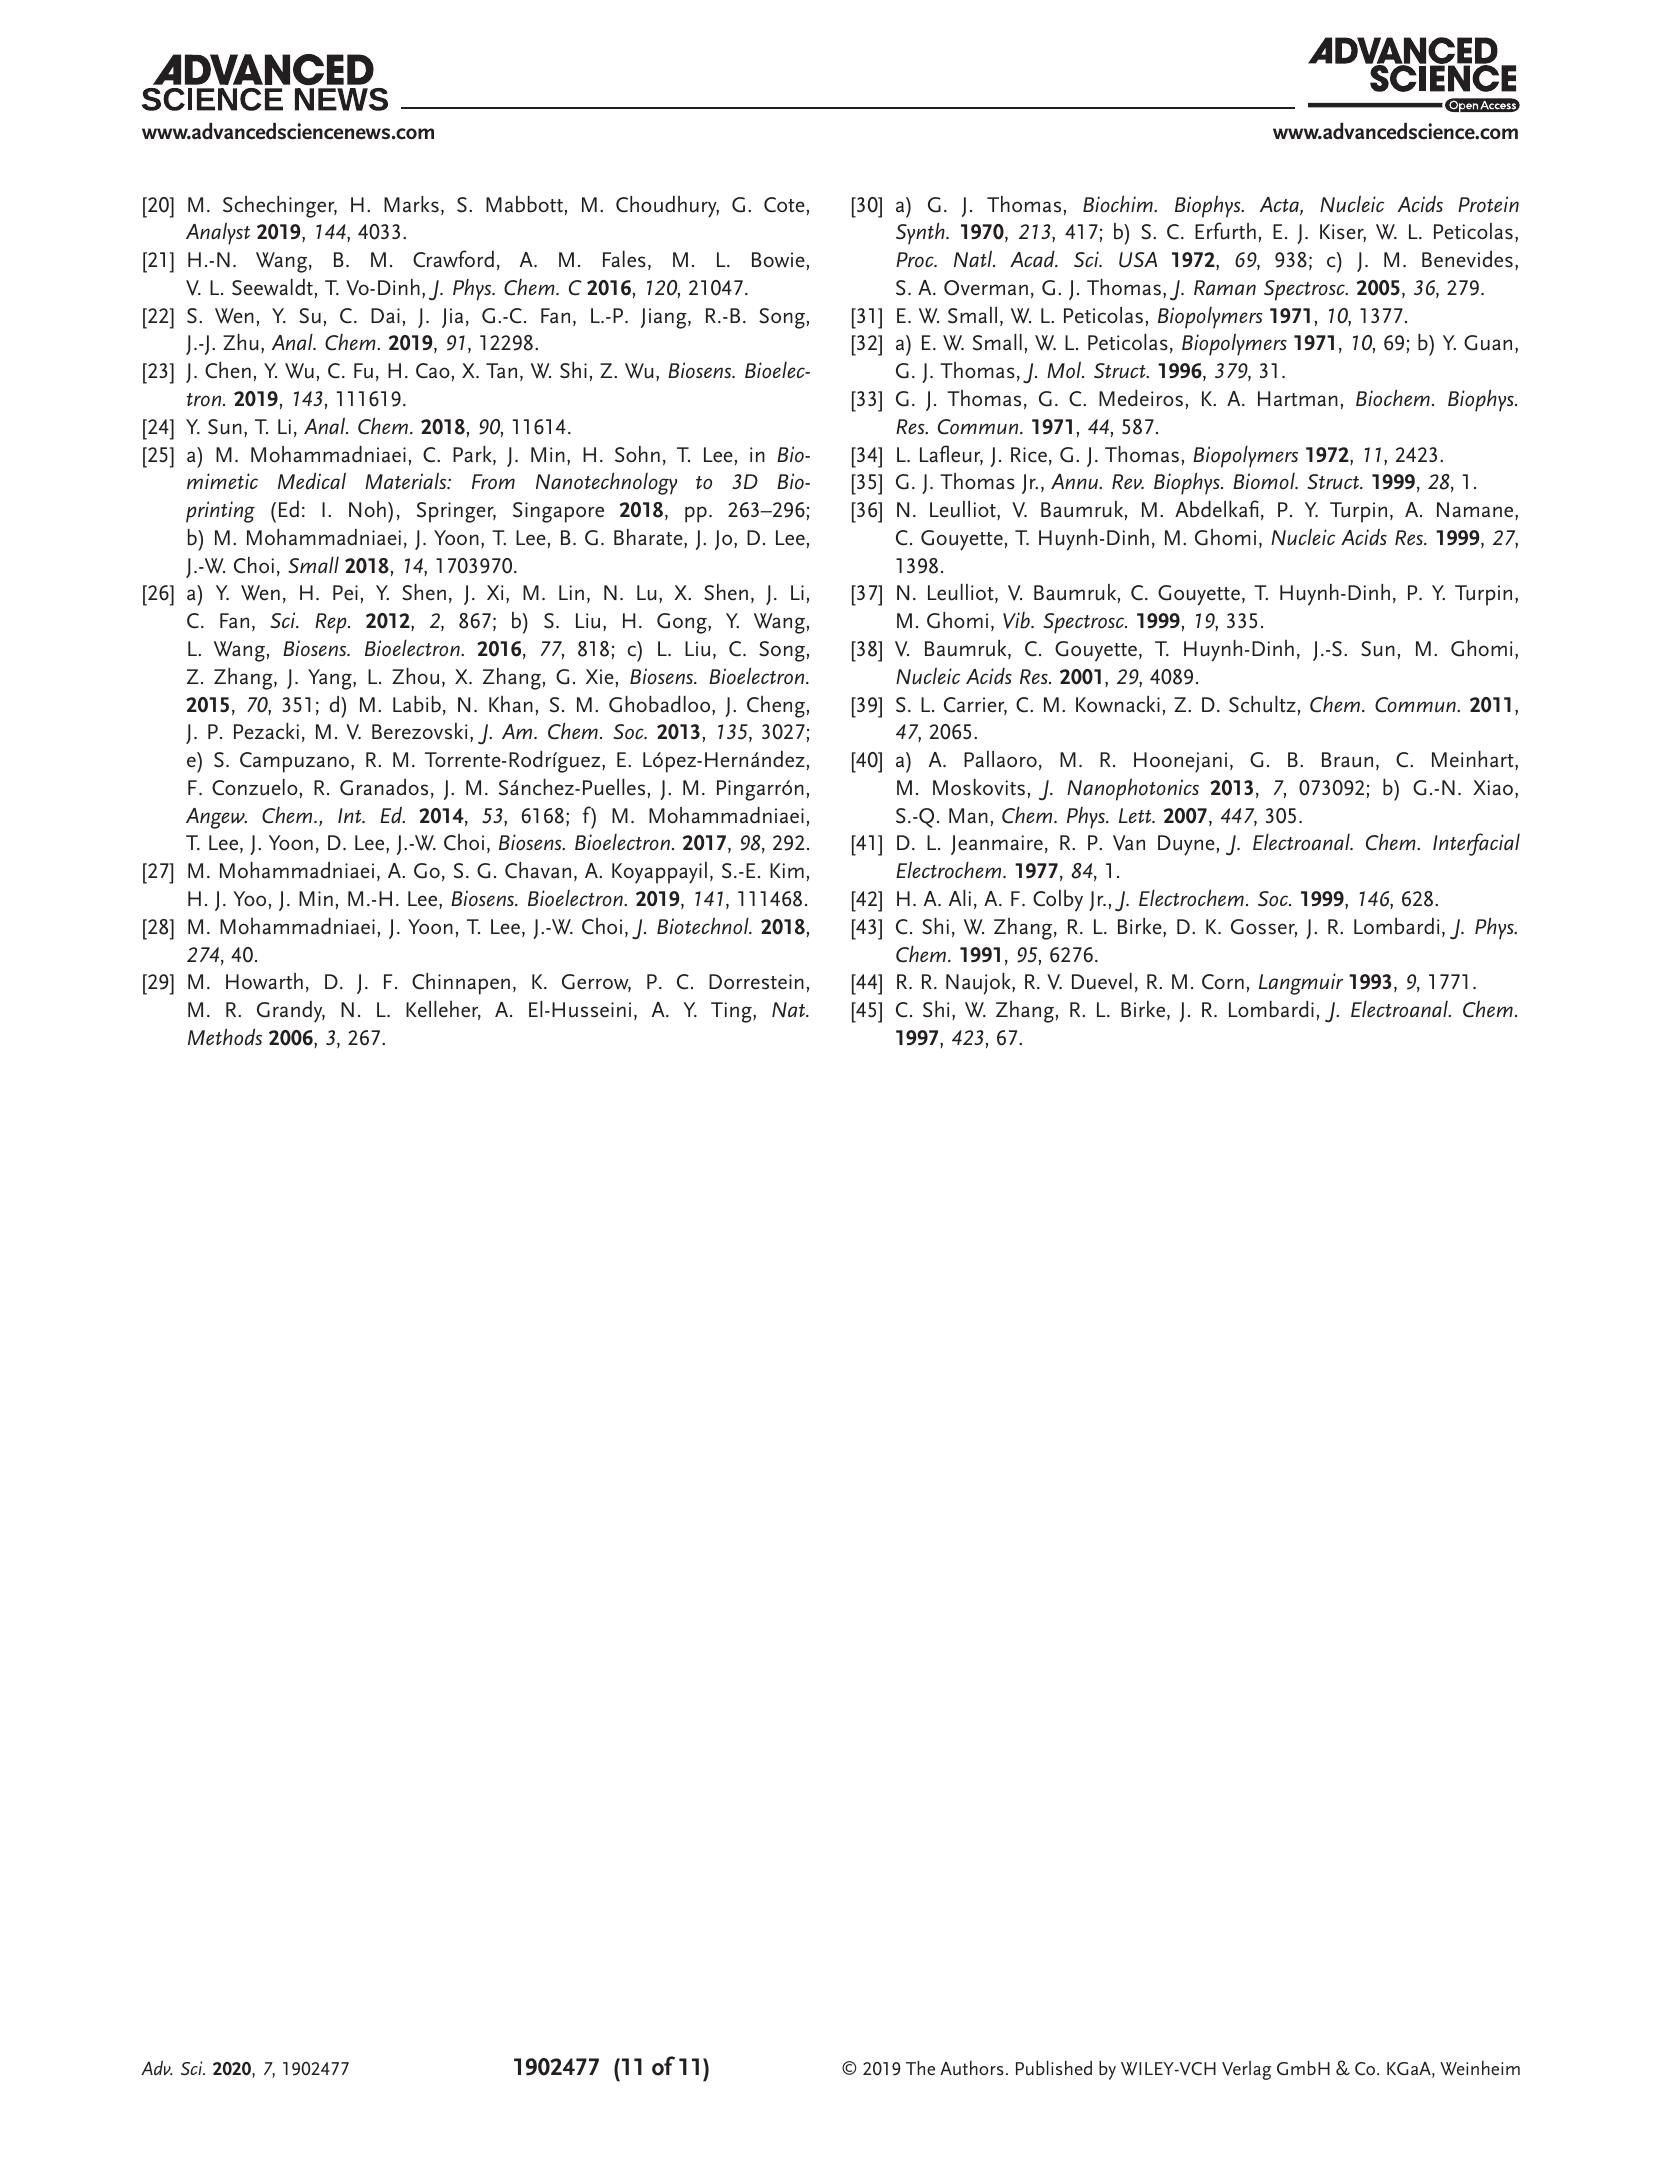 ADVANCED
SCIENCE NEWS
www.advancedsciencenews.com
ADVANCED
SCIENCE
Open Access
www.advancedscience.com
[20] M. Schechinger, H. Marks, S. Mabbott, M. Choudhury, G. Cote,
Analyst 2019, 144, 4033.
[21] H.-N. Wang, B. M. Crawford, A. M. Fales, M. L. Bowie,
V. L. Seewaldt, T. Vo-Dinh, J. Phys. Chem. C 2016, 120, 21047.
[22] S. Wen, Y. Su, C. Dai, J. Jia, G.-C. Fan, L.-P. Jiang, R.-B. Song,
J.-J. Zhu, Anal. Chem. 2019, 91, 12298.
[23] J. Chen, Y. Wu, C. Fu, H. Cao, X. Tan, W. Shi, Z. Wu, Biosens. Bioelec-
tron. 2019, 143, 111619.
[24] Y. Sun, T. Li, Anal. Chem. 2018, 90, 11614.
[25] a) M. Mohammadniaei, C. Park, J. Min, H. Sohn, T. Lee, in Bio-
mimetic Medical Materials: From Nanotechnology to 3D Bio-
printing (Ed: I. Noh), Springer, Singapore 2018, pp. 263–296;
b) M. Mohammadniaei, J. Yoon, T. Lee, B. G. Bharate, J. Jo, D. Lee,
J.-W. Choi, Small 2018, 14, 1703970.
[26] a) Y. Wen, H. Pei, Y. Shen, J. Xi, M. Lin, N. Lu, X. Shen, J. Li,
C. Fan, Sci. Rep. 2012, 2, 867; b) S. Liu, H. Gong, Y. Wang,
L. Wang, Biosens. Bioelectron. 2016, 77, 818; c) L. Liu, C. Song,
Z. Zhang, J. Yang, L. Zhou, X. Zhang, G. Xie, Biosens. Bioelectron.
2015, 70, 351; d) M. Labib, N. Khan, S. M. Ghobadloo, J. Cheng,
J. P. Pezacki, M. V. Berezovski, J. Am. Chem. Soc. 2013, 135, 3027;
e) S. Campuzano, R. M. Torrente-Rodríguez, E. López-Hernández,
F. Conzuelo, R. Granados, J. M. Sánchez-Puelles, J. M. Pingarrón,
Angew. Chem., Int. Ed. 2014, 53, 6168; f) M. Mohammadniaei,
T. Lee, J. Yoon, D. Lee, J.-W. Choi, Biosens. Bioelectron. 2017, 98, 292.
[27] M. Mohammadniaei, A. Go, S. G. Chavan, A. Koyappayil, S.-E. Kim,
H. J. Yoo, J. Min, M.-H. Lee, Biosens. Bioelectron. 2019, 141, 111468.
[28] M. Mohammadniaei, J. Yoon, T. Lee, J.-W. Choi, J. Biotechnol. 2018,
274, 40.
[29] M. Howarth, D. J. F. Chinnapen, K. Gerrow, P. C. Dorrestein,
M. R. Grandy, N. L. Kelleher, A. El-Husseini, A. Y. Ting, Nat.
Methods 2006, 3, 267.
[30] a) G. J. Thomas, Biochim. Biophys. Acta, Nucleic Acids Protein
Synth. 1970, 213, 417; b) S. C. Erfurth, E. J. Kiser, W. L. Peticolas,
Proc. Natl. Acad. Sci. USA 1972, 69, 938; c) J. M. Benevides,
S. A. Overman, G. J. Thomas, J. Raman Spectrosc. 2005, 36, 279.
[31] E. W. Small, W. L. Peticolas, Biopolymers 1971, 10, 1377.
[32] a) E. W. Small, W. L. Peticolas, Biopolymers 1971, 10, 69; b) Y. Guan,
G. J. Thomas, J. Mol. Struct. 1996, 379, 31.
[33] G. J. Thomas, G. C. Medeiros, K. A. Hartman, Biochem. Biophys.
Res. Commun. 1971, 44, 587.
[34] L. Lafleur, J. Rice, G. J. Thomas, Biopolymers 1972, 11, 2423.
[35] G. J. Thomas Jr., Annu. Rev. Biophys. Biomol. Struct. 1999, 28, 1.
[36] N. Leulliot, V. Baumruk, M. Abdelkafi, P. Y. Turpin, A. Namane,
C. Gouyette, T. Huynh-Dinh, M. Ghomi, Nucleic Acids Res. 1999, 27,
1398.
[37] N. Leulliot, V. Baumruk, C. Gouyette, T. Huynh-Dinh, P. Y. Turpin,
M. Ghomi, Vib. Spectrosc. 1999, 19, 335.
[38] V. Baumruk, C. Gouyette, T. Huynh-Dinh, J.-S. Sun, M. Ghomi,
Nucleic Acids Res. 2001, 29, 4089.
[39] S. L. Carrier, C. M. Kownacki, Z. D. Schultz, Chem. Commun. 2011,
47, 2065.
[40] a) A. Pallaoro, M. R. Hoonejani, G. B. Braun, C. Meinhart,
M. Moskovits, J. Nanophotonics 2013, 7, 073092; b) G.-N. Xiao,
S.-Q. Man, Chem. Phys. Lett. 2007, 447, 305.
[41] D. L. Jeanmaire, R. P. Van Duyne, J. Electroanal. Chem. Interfacial
Electrochem. 1977, 84, 1.
[42] H. A. Ali, A. F. Colby Jr., J. Electrochem. Soc. 1999, 146, 628.
[43] C. Shi, W. Zhang, R. L. Birke, D. K. Gosser, J. R. Lombardi, J. Phys.
Chem. 1991, 95, 6276.
[44] R. R. Naujok, R. V. Duevel, R. M. Corn, Langmuir 1993, 9, 1771.
[45] C. Shi, W. Zhang, R. L. Birke, J. R. Lombardi, J. Electroanal. Chem.
1997, 423, 67.
Adv. Sci. 2020, 7, 1902477
1902477 (11 of 11)
© 2019 The Authors. Published by WILEY-VCH Verlag GmbH & Co. KGaA, Weinheim